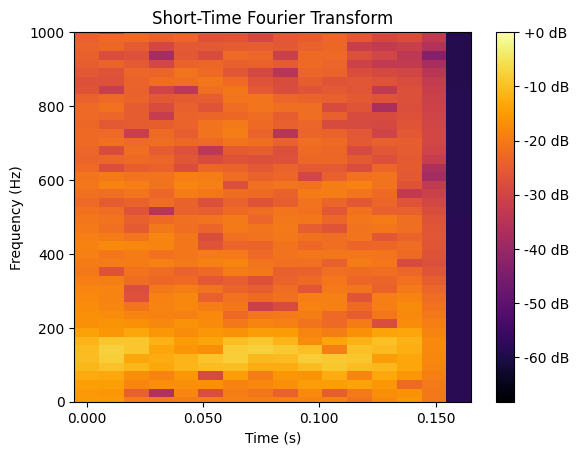 Short-Time Fourier Transform
1000
800
600
400
200
0
Frequency (Hz)
0.000
0.050
0.100
0.150
Time (s)
+0 dB
-10 dB
-20 dB
-30 dB
-40 dB
-50 dB
-60 dB